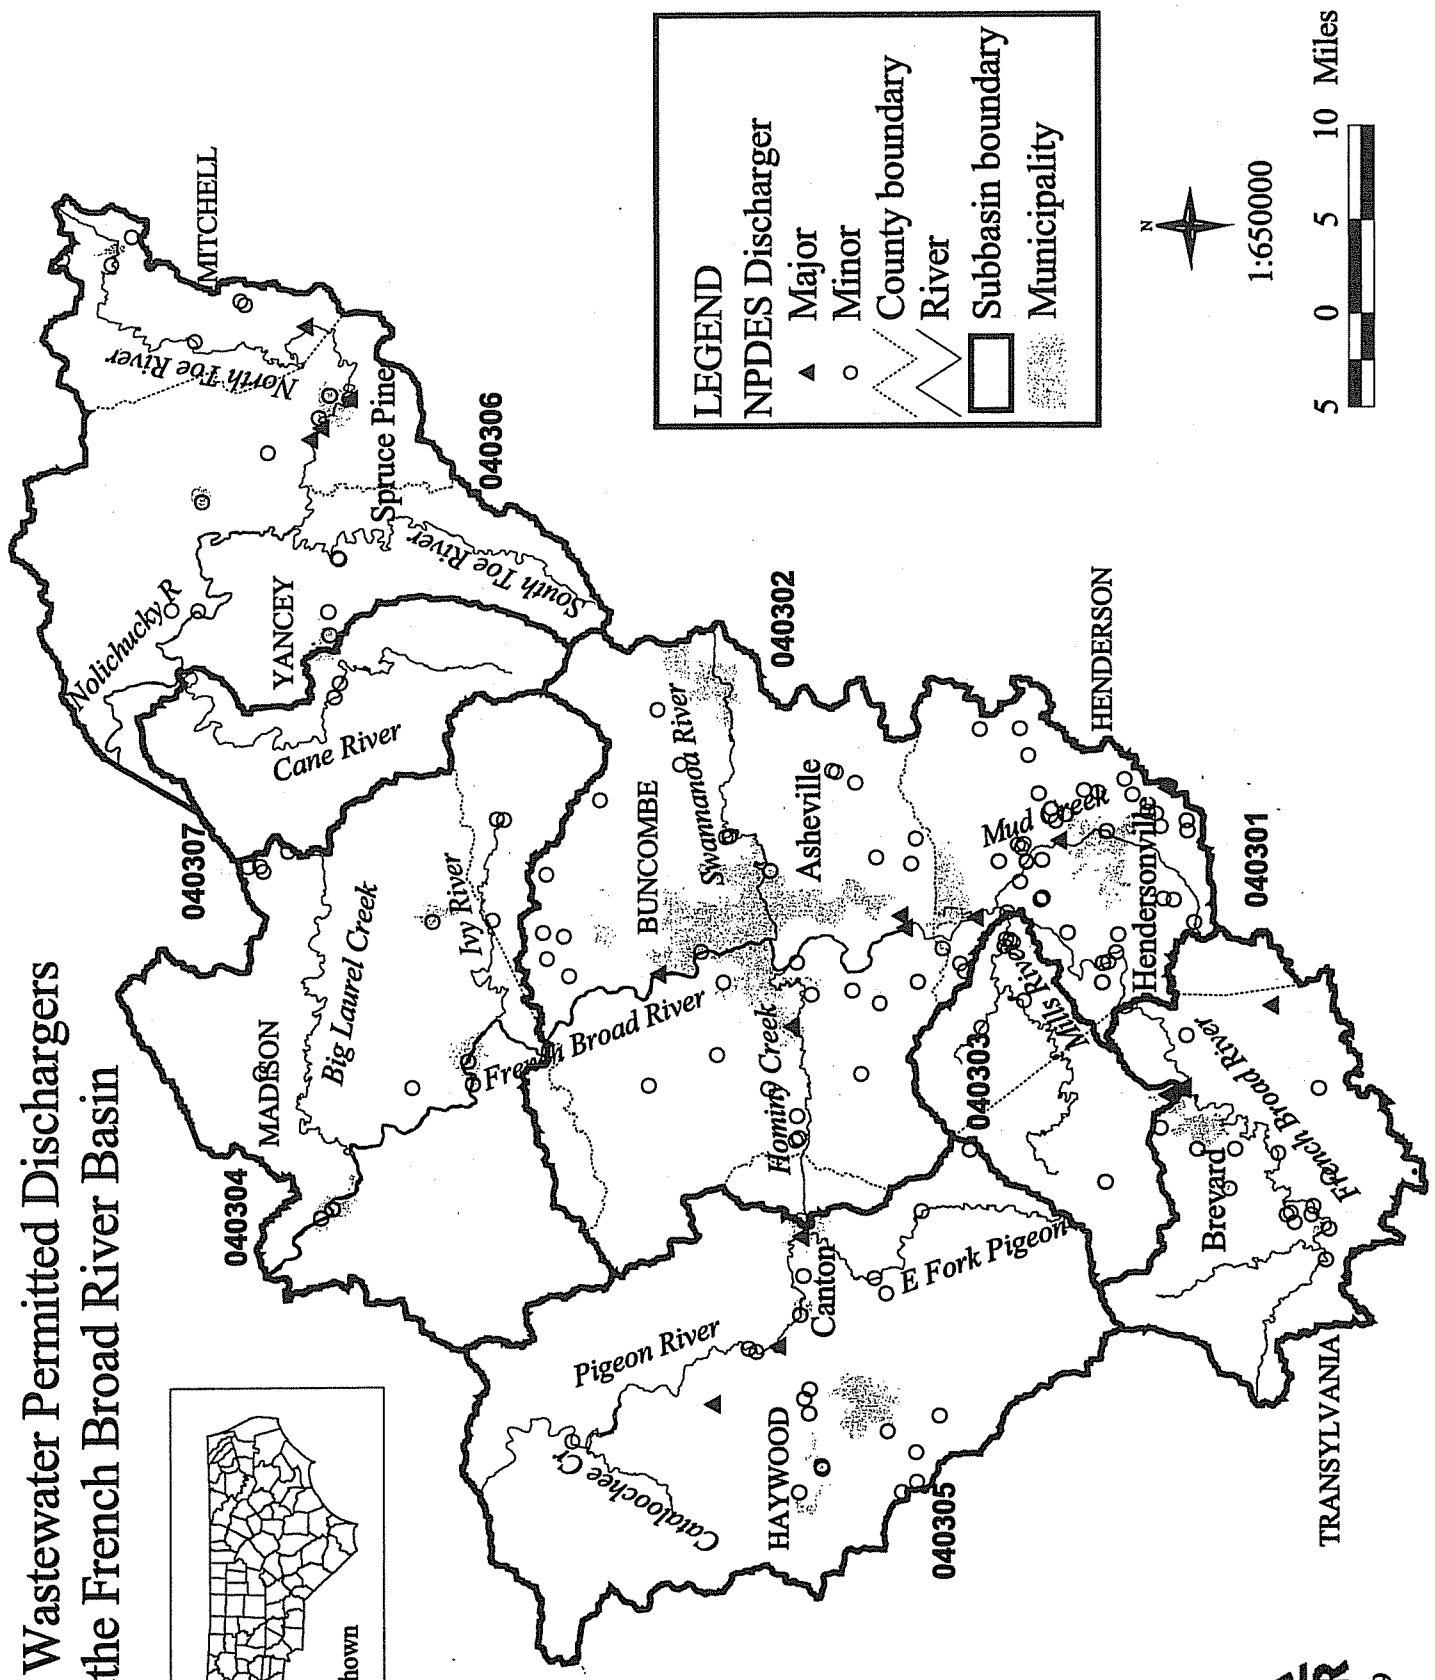 Wastewater Permitted Dischargers
the French Broad River Basin
hown
MITCHELL
North Toe River
Spruce Pine
040306
Nolichucky R
YANCEY
South Toe River
Cane River
040307
040302
MADISON
Big Laurel Creek
Ivy River
BUNCOMBE
Swannanoa River
Asheville
HENDERSON
Mud Creek
Hendersonville
040301
040304
French Broad River
Hominy Creek
040303
Mills River
French Broad River
Brevard
Pigeon River
Canton
E Fork Pigeon
Cataloochee Cr
HAYWOOD
040305
TRANSYLVANIA
LEGEND
NPDES Discharger
Major
Minor
County boundary
River
Subbasin boundary
Municipality
N
1:650000
5 0 5 10 Miles